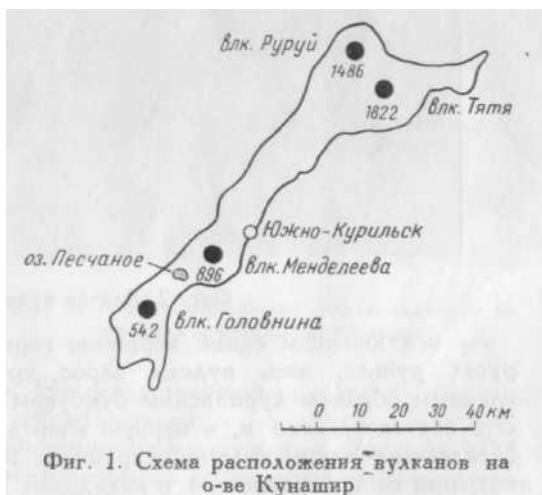 влк. Руруй
1486
1822
влк. Тятя
Южно-Курильск
оз. Песчаное
896
влк. Менделеева
542
влк. Головнина
0 10 20 30 40 км
Фиг. 1. Схема расположения вулканов на
о-ве Кунашир